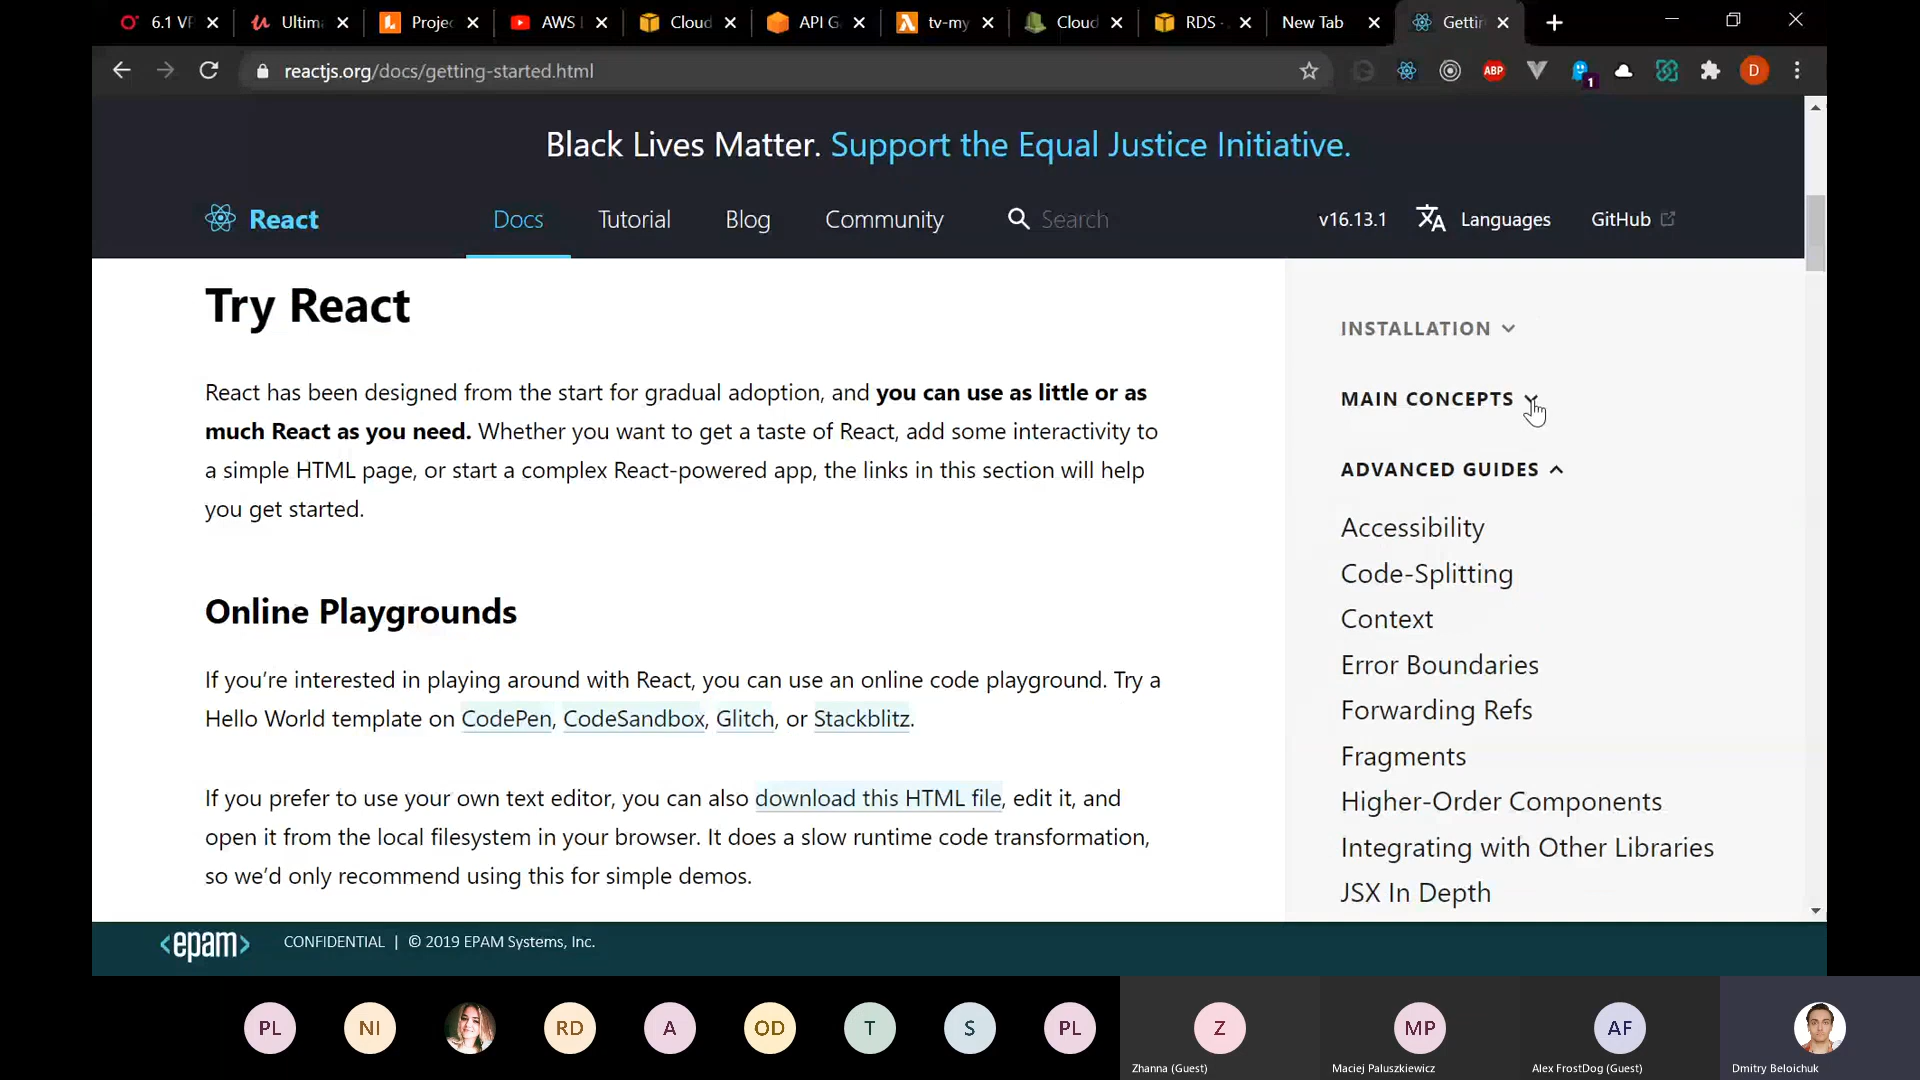 6.1 VF
Ultima
Projec
AWS
Cloud
API G
tv-my
Cloud
RDS -
New Tab
Gettin
reactjs.org/docs/getting-started.html
ABP
1
D
Black Lives Matter. Support the Equal Justice Initiative.
React
Docs
Tutorial
Blog
Community
Search
v16.13.1
Languages
GitHub
Try React
React has been designed from the start for gradual adoption, and you can use as little or as
much React as you need. Whether you want to get a taste of React, add some interactivity to
a simple HTML page, or start a complex React-powered app, the links in this section will help
you get started.
Online Playgrounds
If you’re interested in playing around with React, you can use an online code playground. Try a
Hello World template on CodePen, CodeSandbox, Glitch, or Stackblitz.
If you prefer to use your own text editor, you can also download this HTML file, edit it, and
open it from the local filesystem in your browser. It does a slow runtime code transformation,
so we’d only recommend using this for simple demos.
INSTALLATION
MAIN CONCEPTS
ADVANCED GUIDES
Accessibility
Code-Splitting
Context
Error Boundaries
Forwarding Refs
Fragments
Higher-Order Components
Integrating with Other Libraries
JSX In Depth
<epam>
CONFIDENTIAL | © 2019 EPAM Systems, Inc.
PL
NI
RD
A
OD
T
S
PL
Z
MP
AF
Zhanna (Guest)
Maciej Paluszkiewicz
Alex FrostDog (Guest)
Dmitry Beloichuk